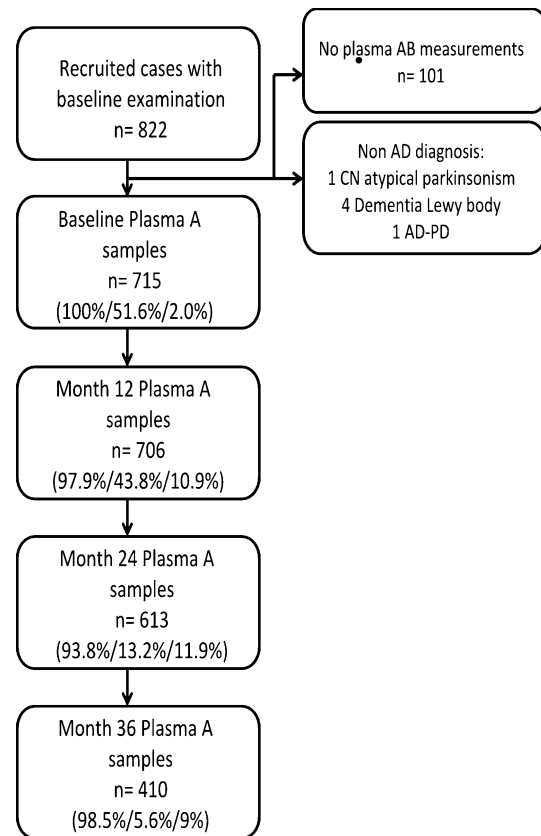 Recruited cases with
baseline examination
n= 822
No plasma AB measurements
n= 101
Non AD diagnosis:
1 CN atypical parkinsonism
4 Dementia Lewy body
1 AD-PD
Baseline Plasma A
samples
n= 715
(100%/51.6%/2.0%)
Month 12 Plasma A
samples
n= 706
(97.9%/43.8%/10.9%)
Month 24 Plasma A
samples
n= 613
(93.8%/13.2%/11.9%)
Month 36 Plasma A
samples
n= 410
(98.5%/5.6%/9%)